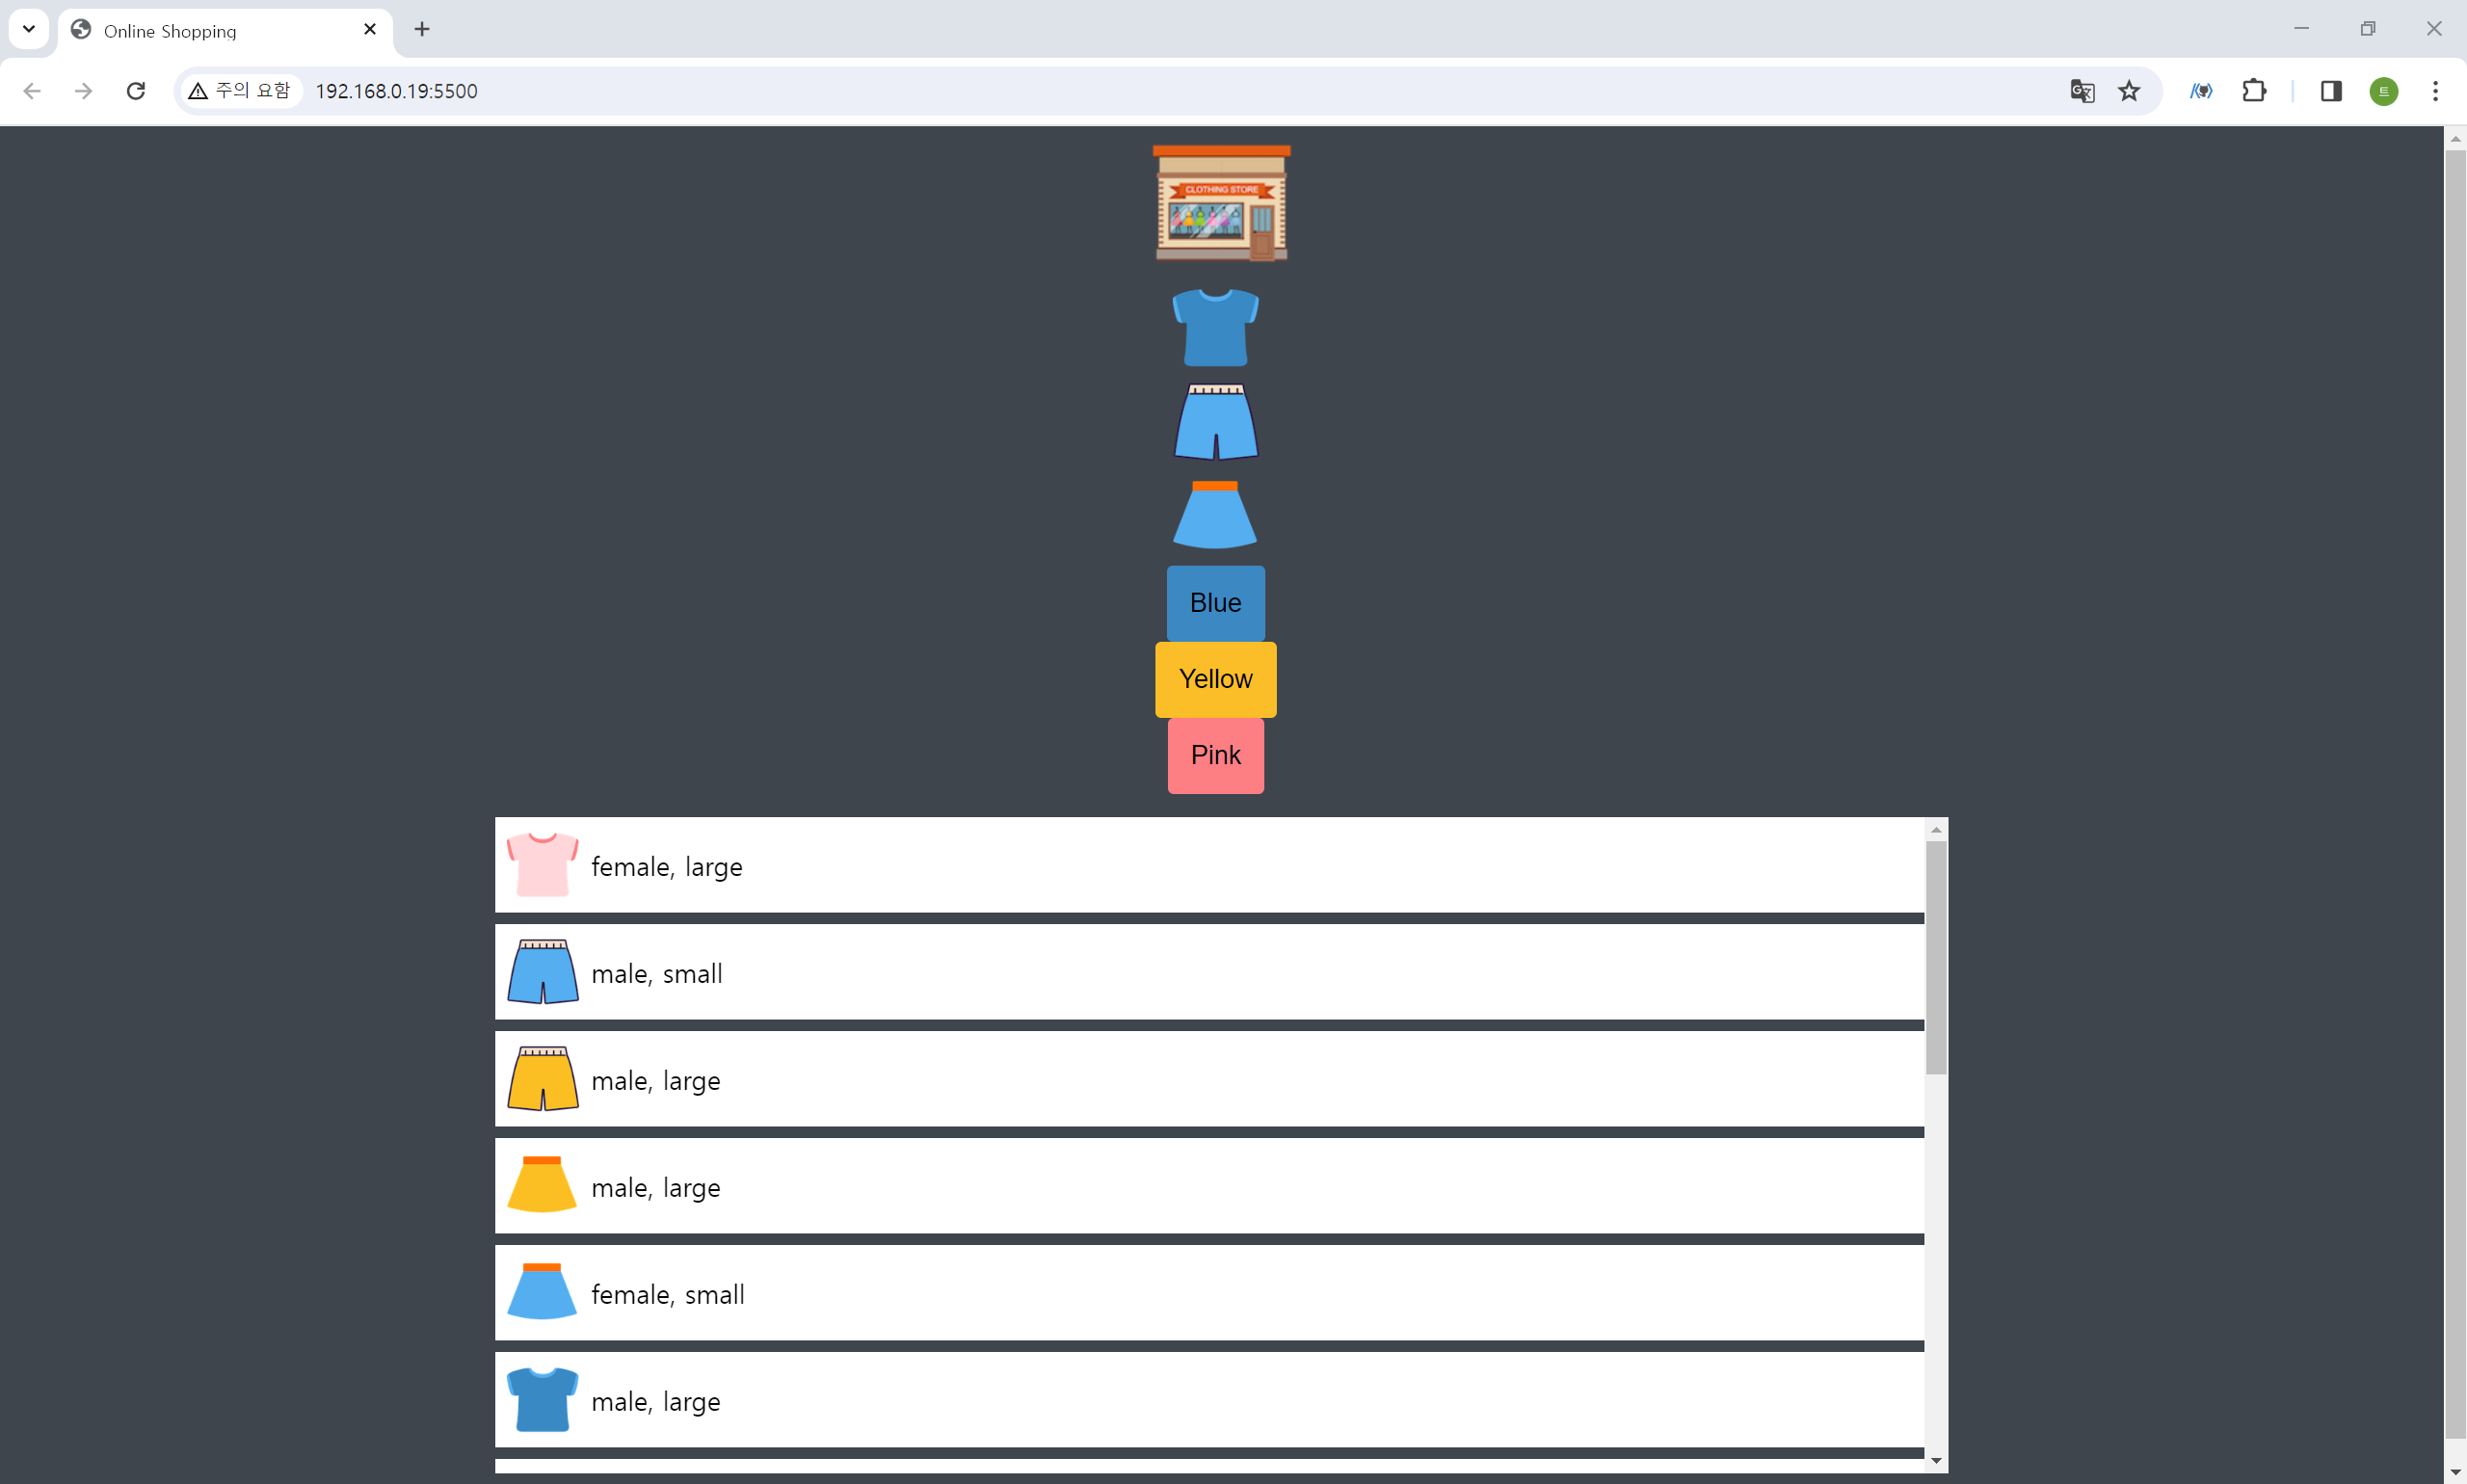 Online Shopping
주의 요함 192.168.0.19:5500
트
CLOTHING STORE
Blue
Yellow
Pink
female, large
male, small
male, large
male, large
female, small
male, large